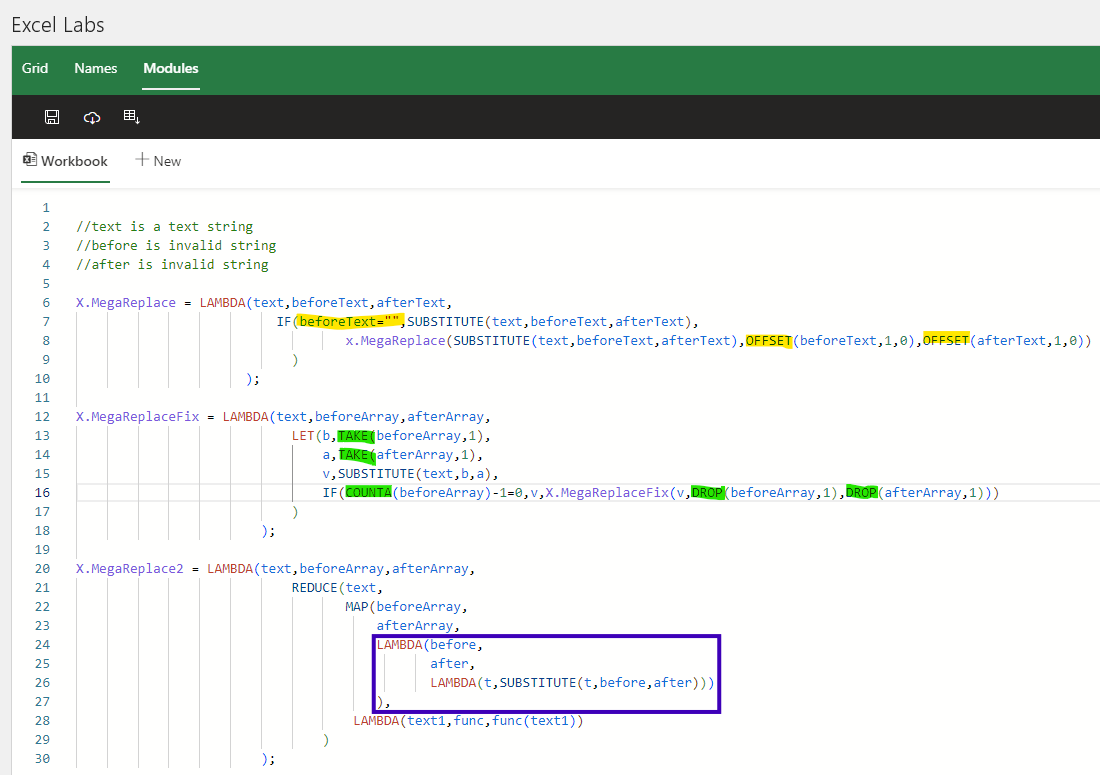 Excel Labs
Grid Names Modules
Workbook New
1
2 //text is a text string
3 //before is invalid string
4 //after is invalid string
5
6 X.MegaReplace = LAMBDA(text,beforeText,afterText,
7 IF(beforeText="",SUBSTITUTE(text,beforeText,afterText),
8 x.MegaReplace(SUBSTITUTE(text,beforeText,afterText),OFFSET(beforeText,1,0),OFFSET(afterText,1,0))
9 )
10 );
11
12 X.MegaReplaceFix = LAMBDA(text,beforeArray,afterArray,
13 LET(b,TAKE(beforeArray,1),
14 a,TAKE(afterArray,1),
15 v,SUBSTITUTE(text,b,a),
16 IF(COUNTA(beforeArray)-1=0,v,X.MegaReplaceFix(v,DROP(beforeArray,1),DROP(afterArray,1)))
17 )
18 );
19
20 X.MegaReplace2 = LAMBDA(text,beforeArray,afterArray,
21 REDUCE(text,
22 MAP(beforeArray,
23 afterArray,
24 LAMBDA(before,
25 after,
26 LAMBDA(t,SUBSTITUTE(t,before,after)))
27 ),
28 LAMBDA(text1,func,func(text1))
29 )
30 );